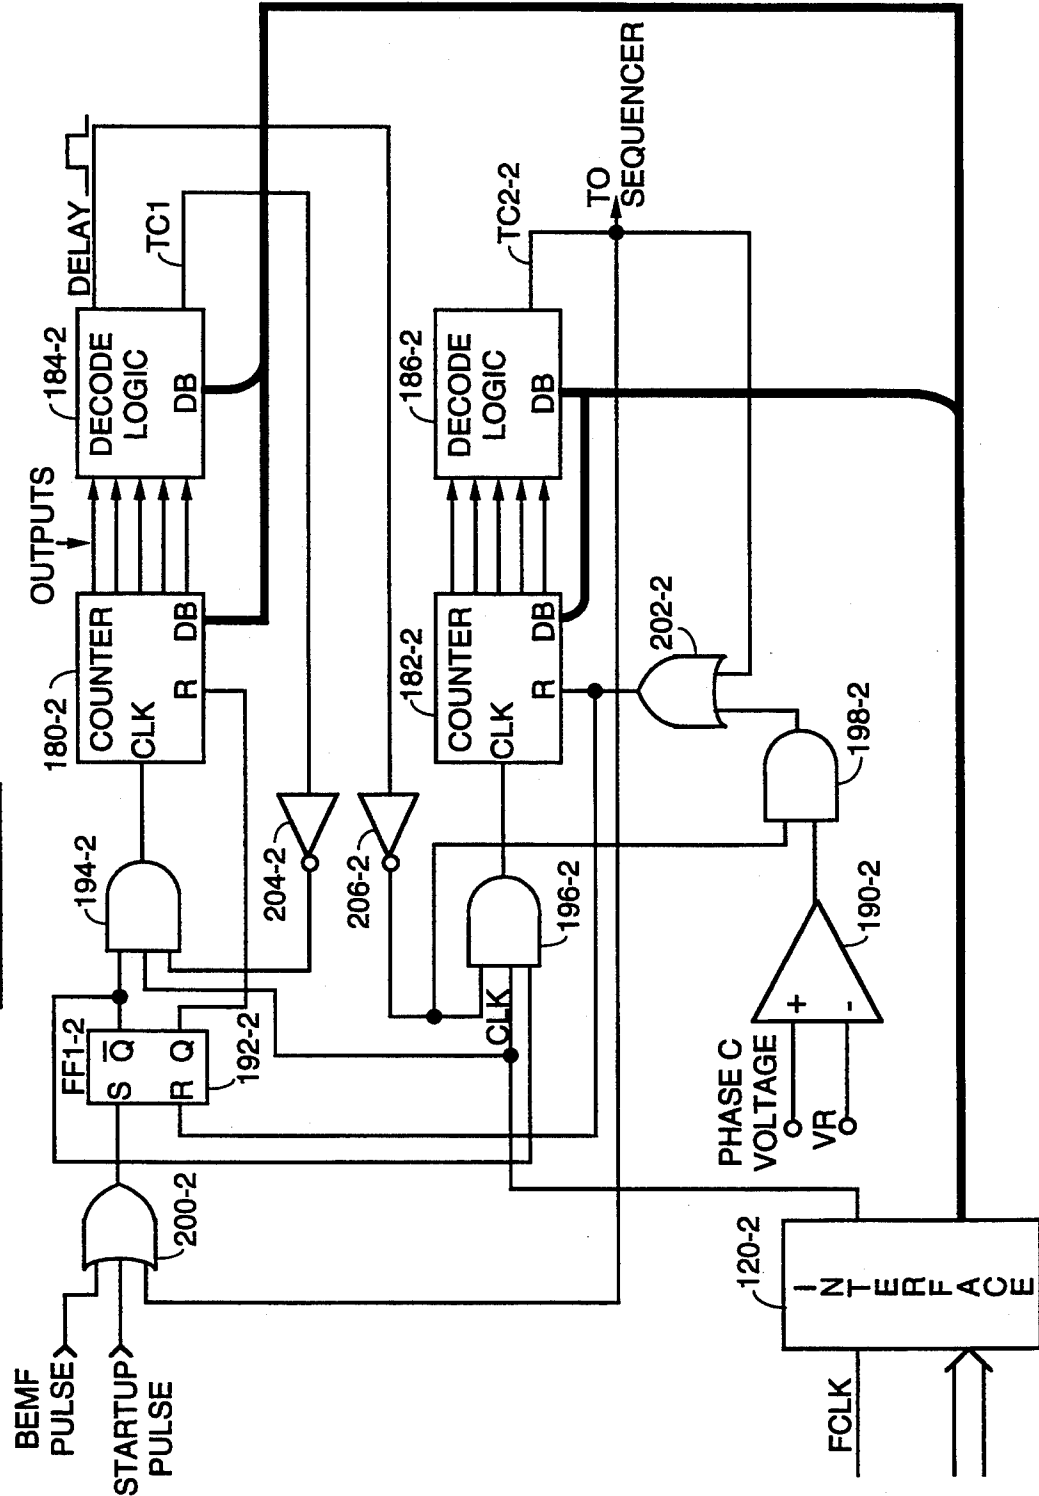 BEMF
PULSE
STARTUP
PULSE
200-2
FF1-2
S
Q
R
Q
192-2
194-2
180-2
COUNTER
CLK
R
DB
OUTPUTS
184-2
DECODE
LOGIC
DB
DELAY
TC1
204-2
206-2
CLK
196-2
182-2
COUNTER
CLK
R
DB
186-2
DECODE
LOGIC
DB
TC2-2
TO
SEQUENCER
202-2
198-2
PHASE C
VOLTAGE
VR
+
-
190-2
120-2
INTERFACE
FCLK